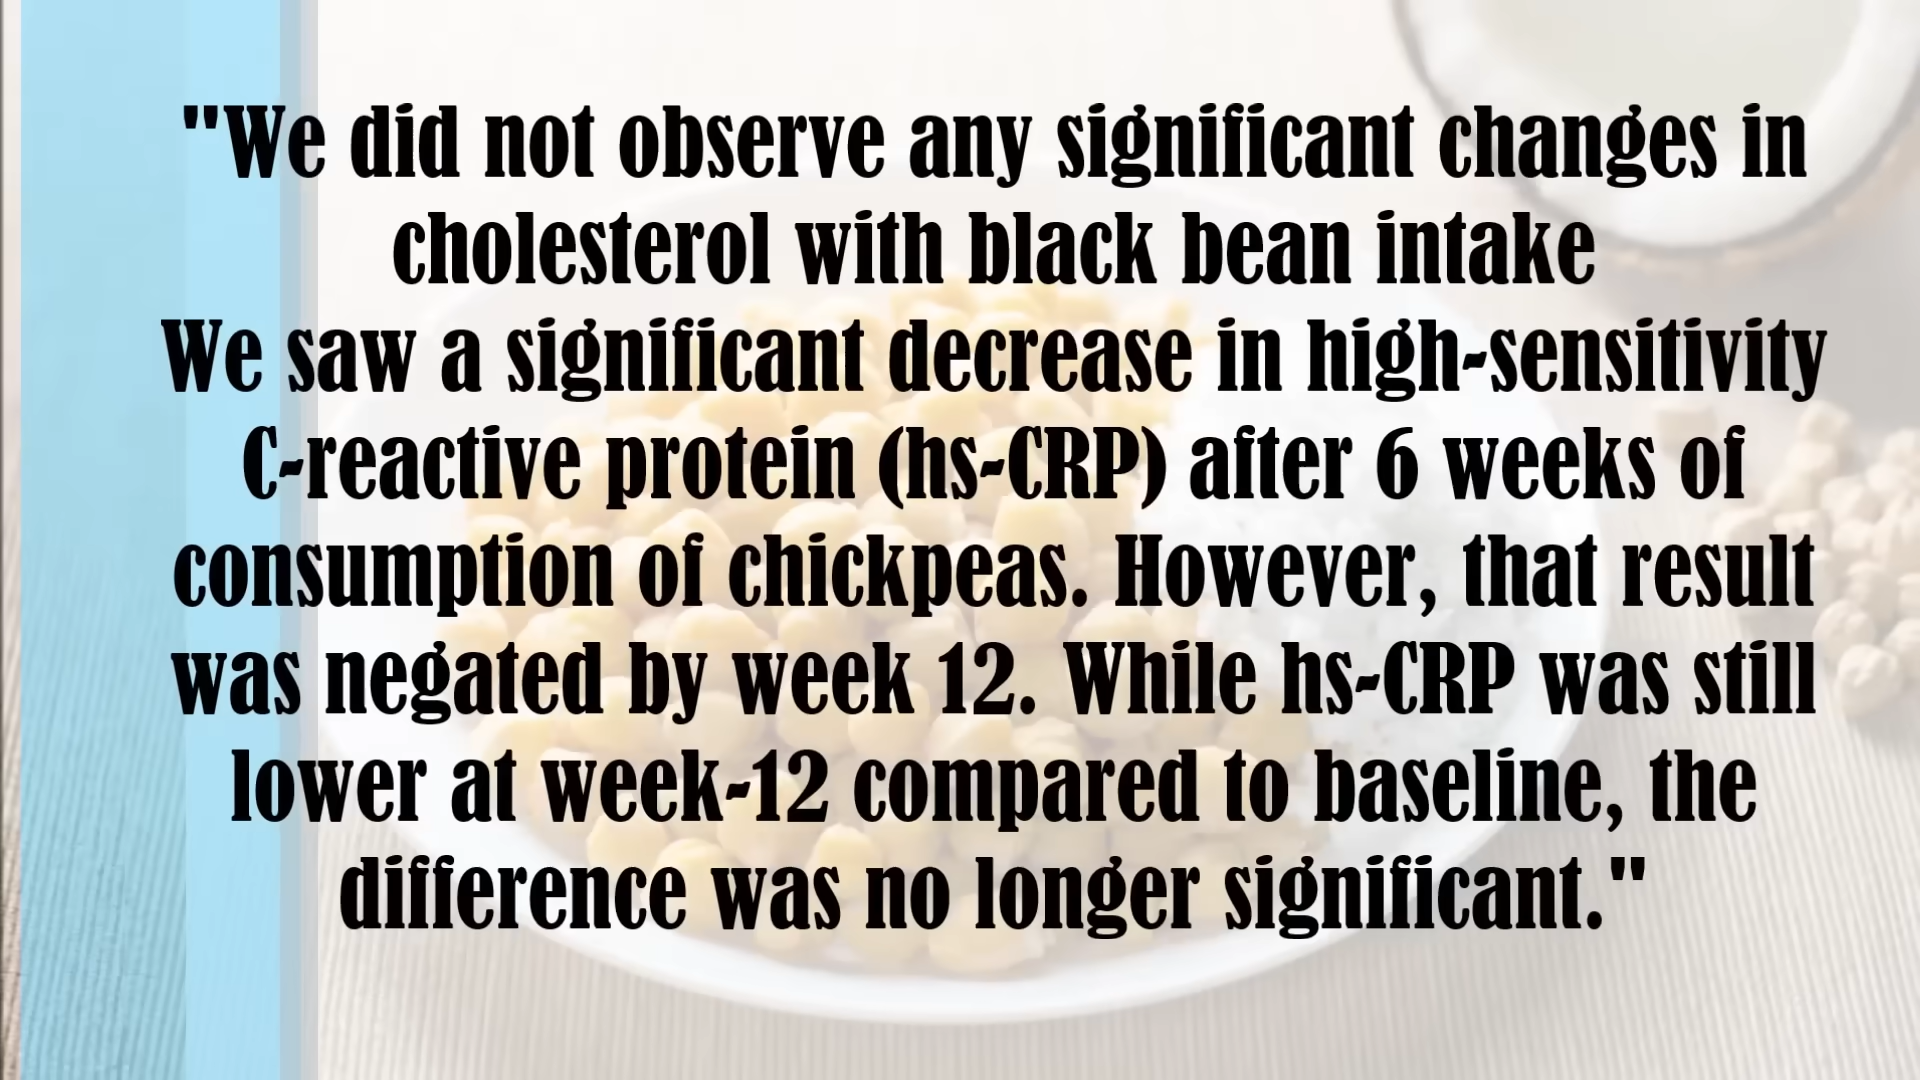 "We did not observe any significant changes in
cholesterol with black bean intake
We saw a significant decrease in high-sensitivity
C-reactive protein (hs-CRP) after 6 weeks of
consumption of chickpeas. However, that result
was negated by week 12. While hs-CRP was still
lower at week-12 compared to baseline, the
difference was no longer significant."